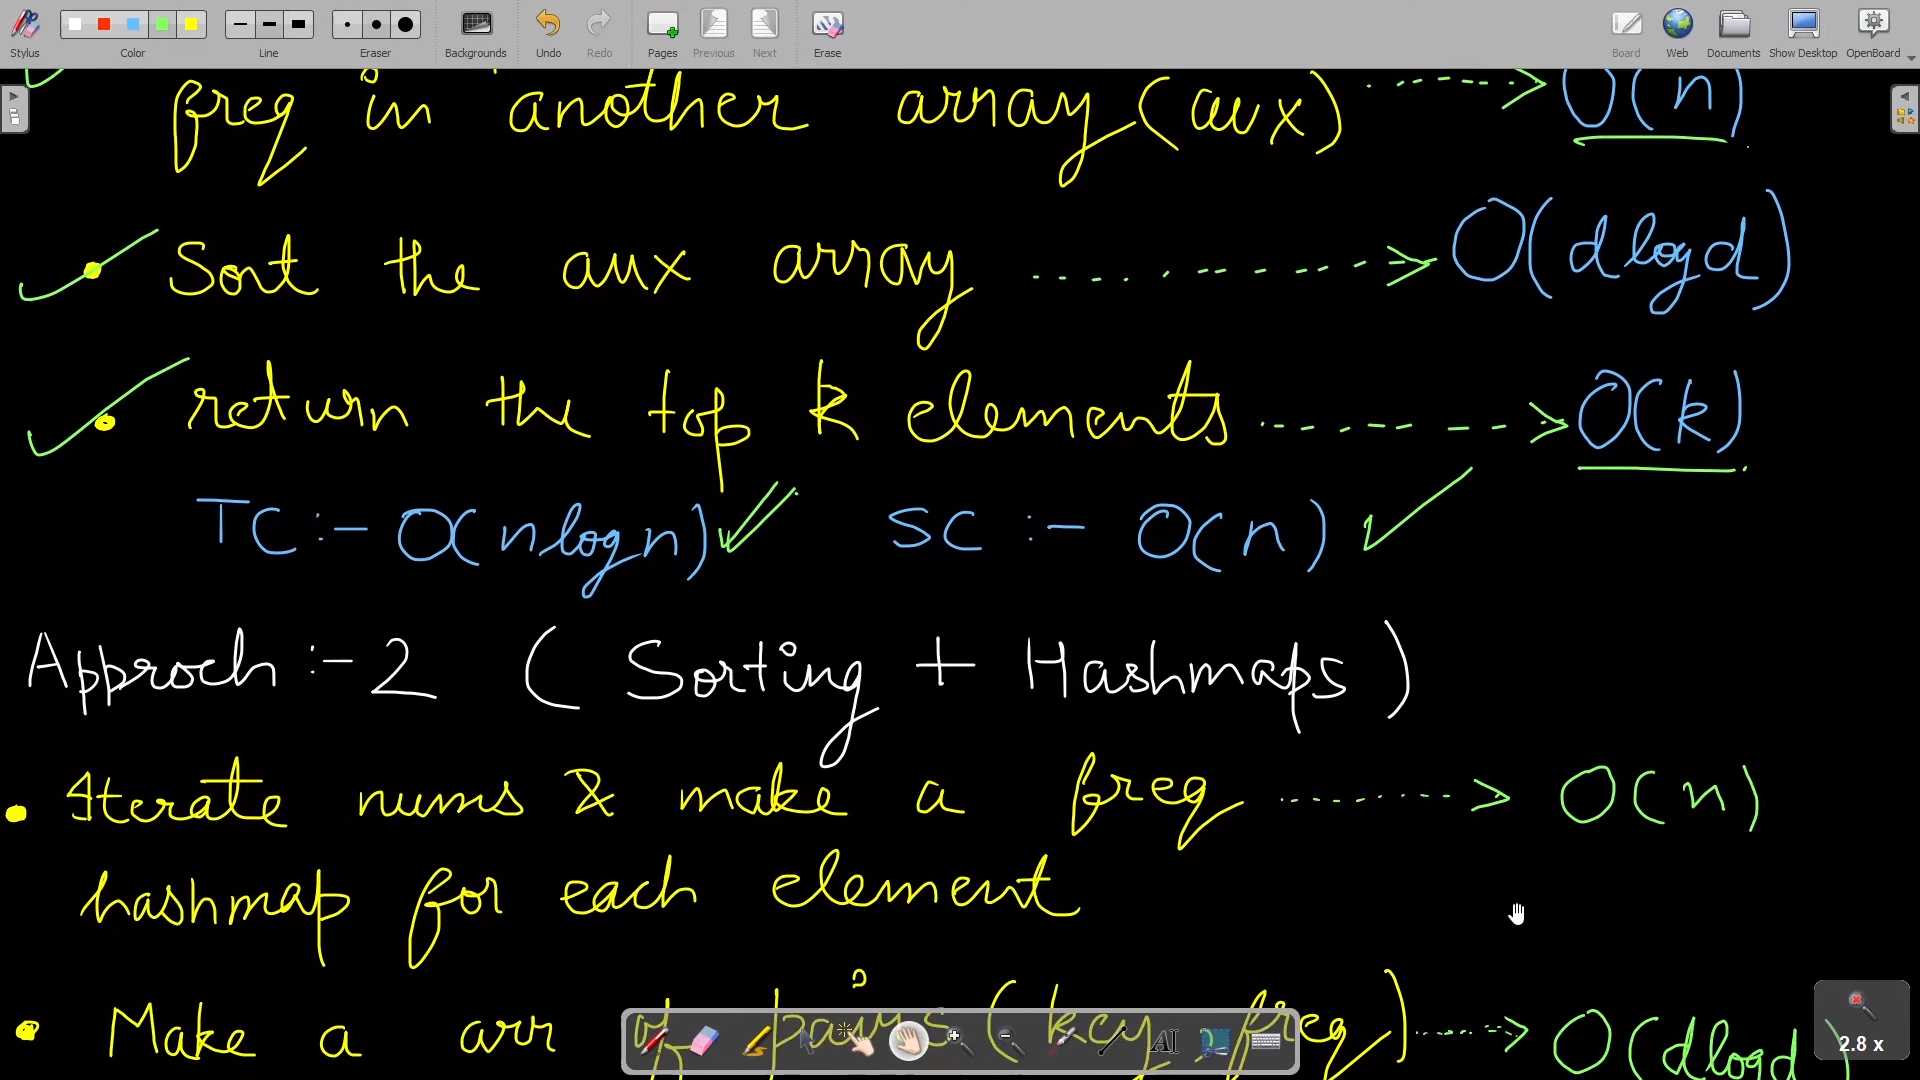 Stylus Color Line Eraser Backgrounds Undo Redo Pages Previous Next Erase Board Web Documents Show Desktop OpenBoard
freq in another array (aux) -----> O(n)
• Sort the aux array -----> O(dlogd)
• return the top k elements -----> O(k)
TC :- O(nlogn) SC :- O(n)
Approch :- 2 ( Sorting + Hashmaps )
• Iterate nums & make a freq -----> O(n)
hashmap for each element
• Make a arr of pairs (key, freq) -----> O(dlogd)
AI
2.8 x